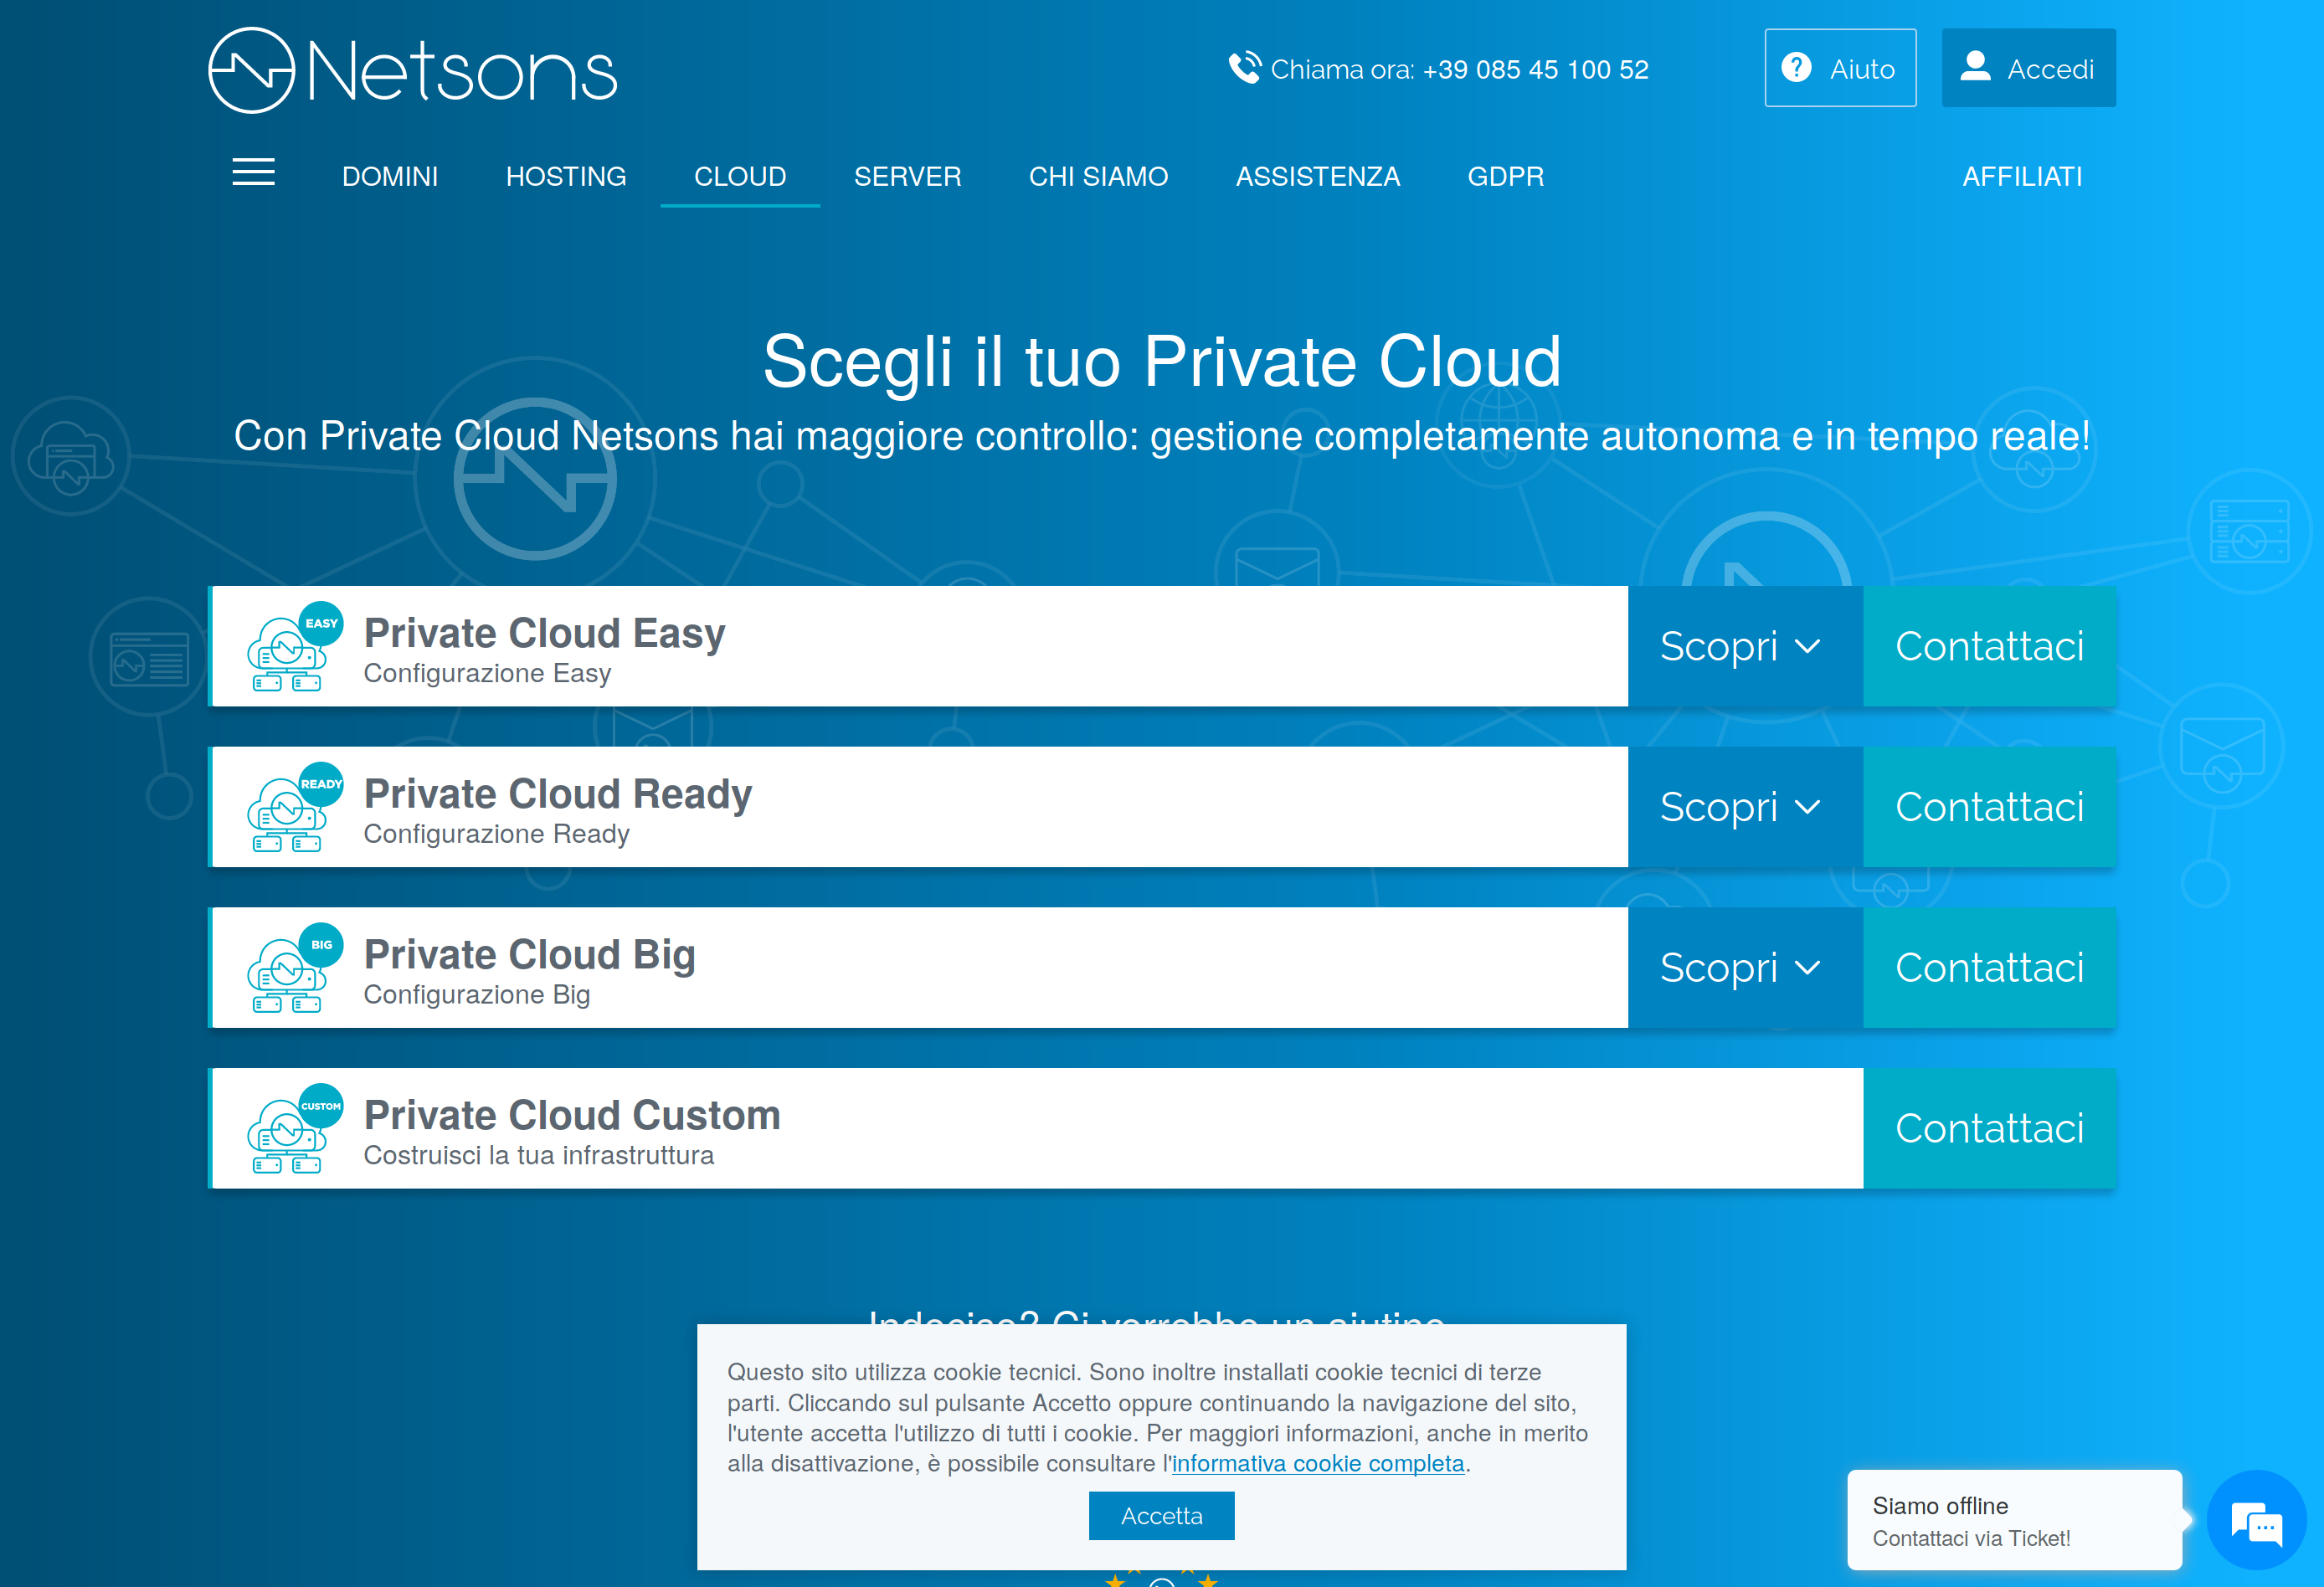 Netsons
Chiama ora: +39 085 45 100 52
Aiuto
Accedi
DOMINI
HOSTING
CLOUD
SERVER
CHI SIAMO
ASSISTENZA
GDPR
AFFILIATI
Scegli il tuo Private Cloud
Con Private Cloud Netsons hai maggiore controllo: gestione completamente autonoma e in tempo reale!
EASY
Private Cloud Easy
Configurazione Easy
Scopri
Contattaci
READY
Private Cloud Ready
Configurazione Ready
Scopri
Contattaci
BIG
Private Cloud Big
Configurazione Big
Scopri
Contattaci
CUSTOM
Private Cloud Custom
Costruisci la tua infrastruttura
Contattaci
Questo sito utilizza cookie tecnici. Sono inoltre installati cookie tecnici di terze
parti. Cliccando sul pulsante Accetto oppure continuando la navigazione del sito,
l'utente accetta l'utilizzo di tutti i cookie. Per maggiori informazioni, anche in merito
alla disattivazione, è possibile consultare l'informativa cookie completa.
Accetta
Siamo offline
Contattaci via Ticket!